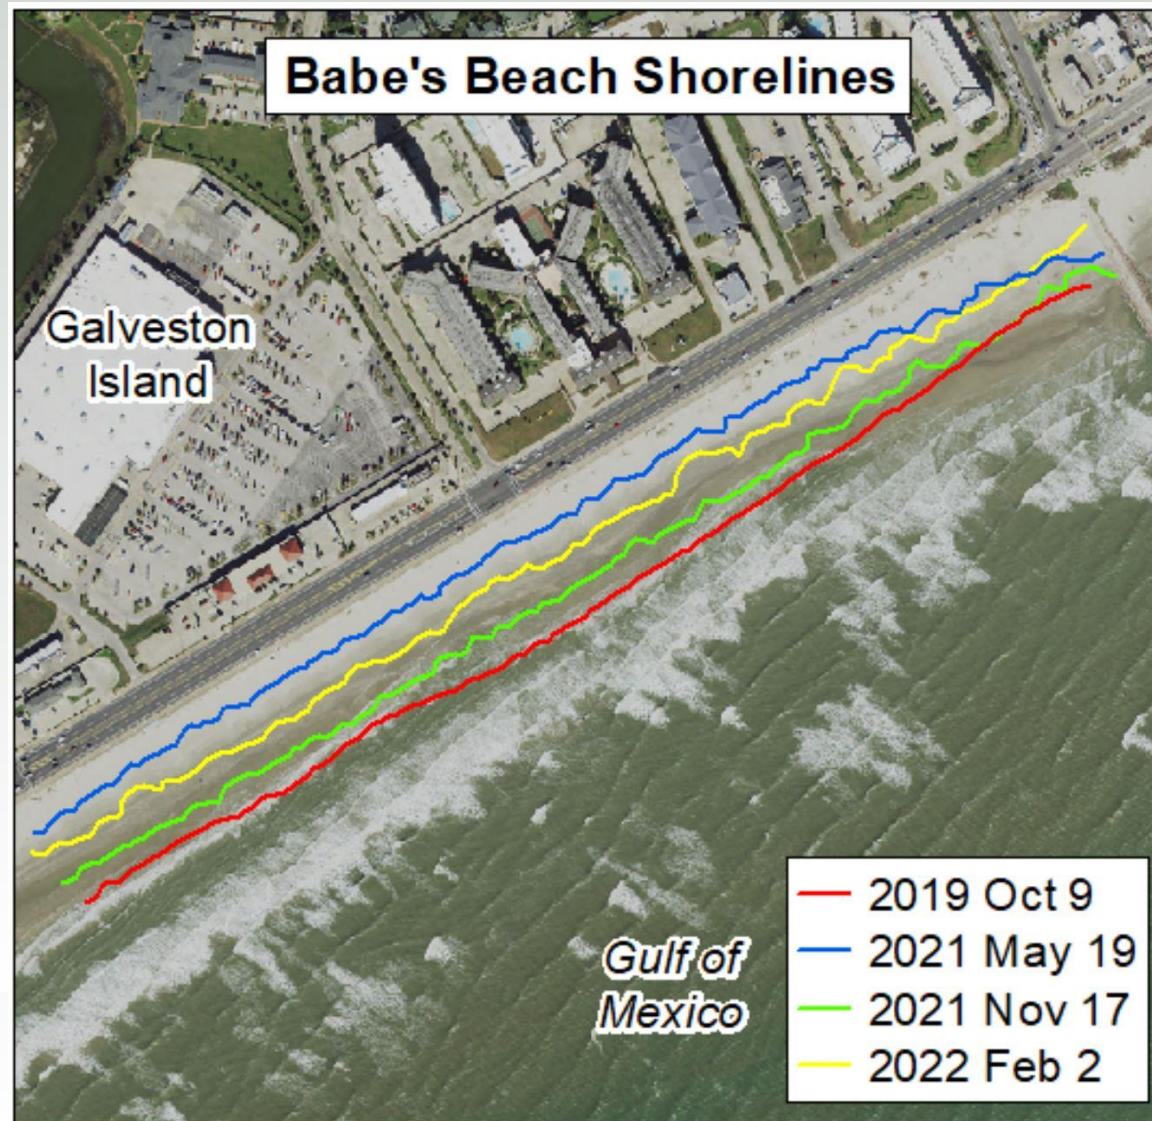 Babe's Beach Shorelines
Galveston
Island
Gulf of
Mexico
2019 Oct 9
2021 May 19
2021 Nov 17
2022 Feb 2